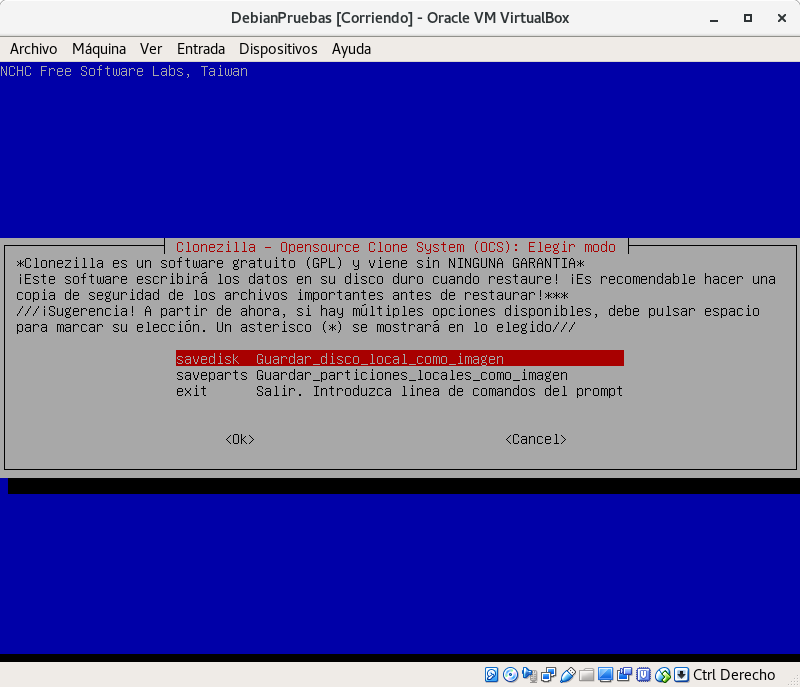 DebianPruebas [Corriendo] - Oracle VM VirtualBox
Archivo Máquina Ver Entrada Dispositivos Ayuda
NCHC Free Software Labs, Taiwan
Clonezilla - Opensource Clone System (OCS): Elegir modo
*Clonezilla es un software gratuito (GPL) y viene sin NINGUNA GARANTIA*
¡Este software escribirá los datos en su disco duro cuando restaure! ¡Es recomendable hacer una
copia de seguridad de los archivos importantes antes de restaurar!***
///¡Sugerencia! A partir de ahora, si hay múltiples opciones disponibles, debe pulsar espacio
para marcar su elección. Un asterisco (*) se mostrará en lo elegido///
savedisk Guardar_disco_local_como_imagen
saveparts Guardar_particiones_locales_como_imagen
exit Salir. Introduzca linea de comandos del prompt
<Ok> <Cancel>
Ctrl Derecho